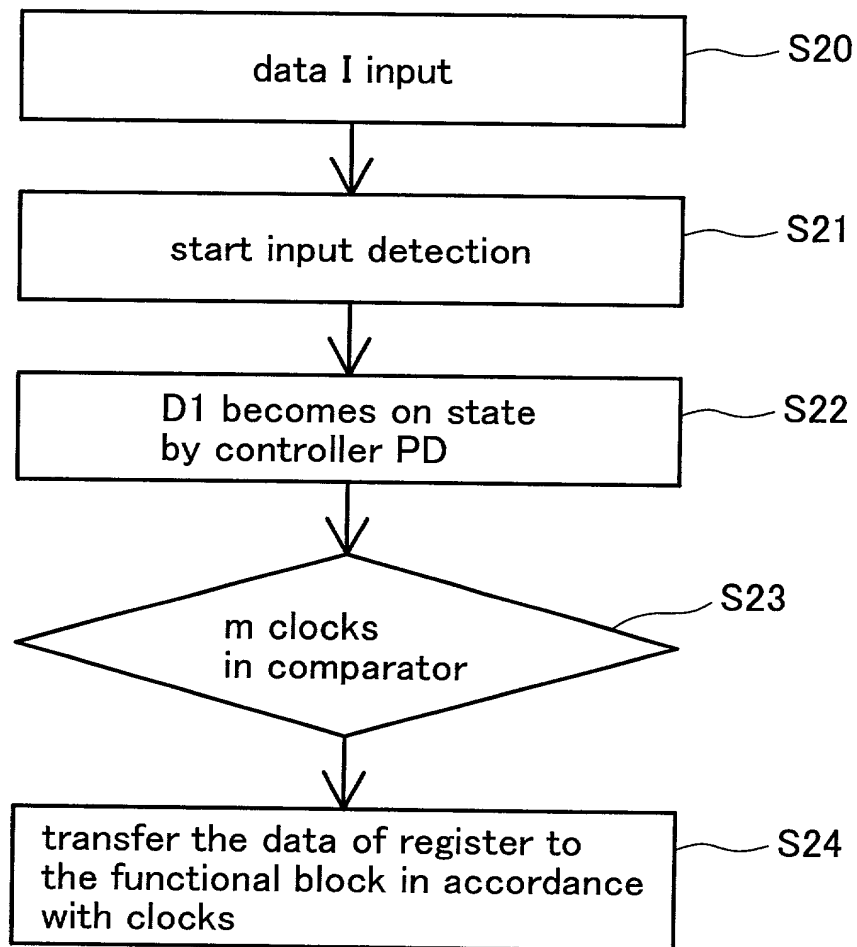 data I input
S20
start input detection
S21
D1 becomes on state
by controller PD
S22
m clocks
in comparator
S23
transfer the data of register to
the functional block in accordance
with clocks
S24